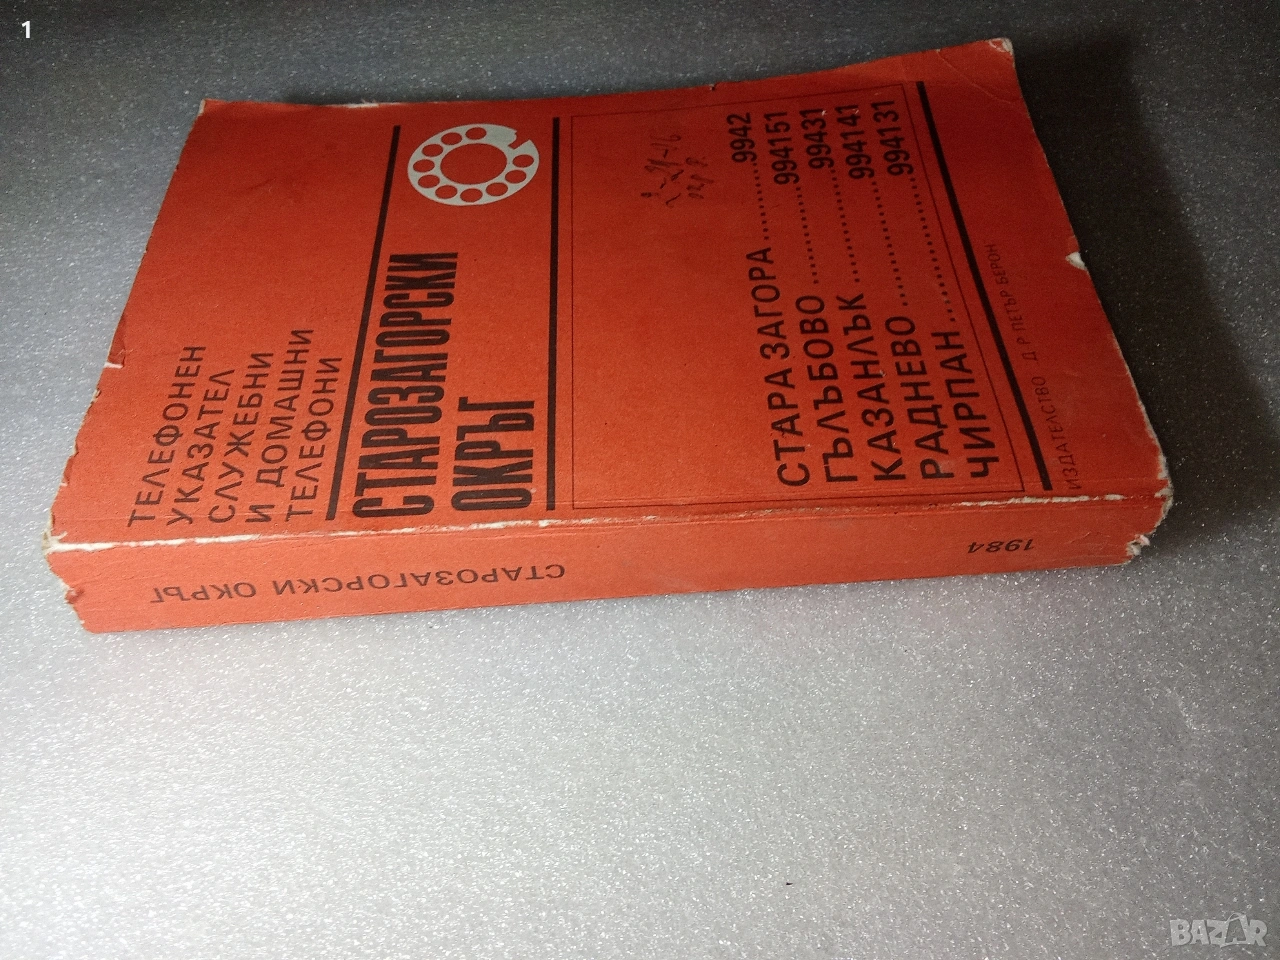 1
ТЕЛЕФОНЕН
УКАЗАТЕЛ
СЛУЖЕБНИ
И ДОМАШНИ
ТЕЛЕФОНИ
СТАРОЗАГОРСКИ
ОКРЪГ
СТАРА ЗАГОРА..........9942
ГЪЛЪБОВО............994151
КАЗАНЛЪК.............99431
РАДНЕВО.............994141
ЧИРПАН..............994131
ИЗДАТЕЛСТВО Д-Р ПЕТЪР БЕРОН
СТАРОЗАГОРСКИ ОКРЪГ
1984
BAZAR